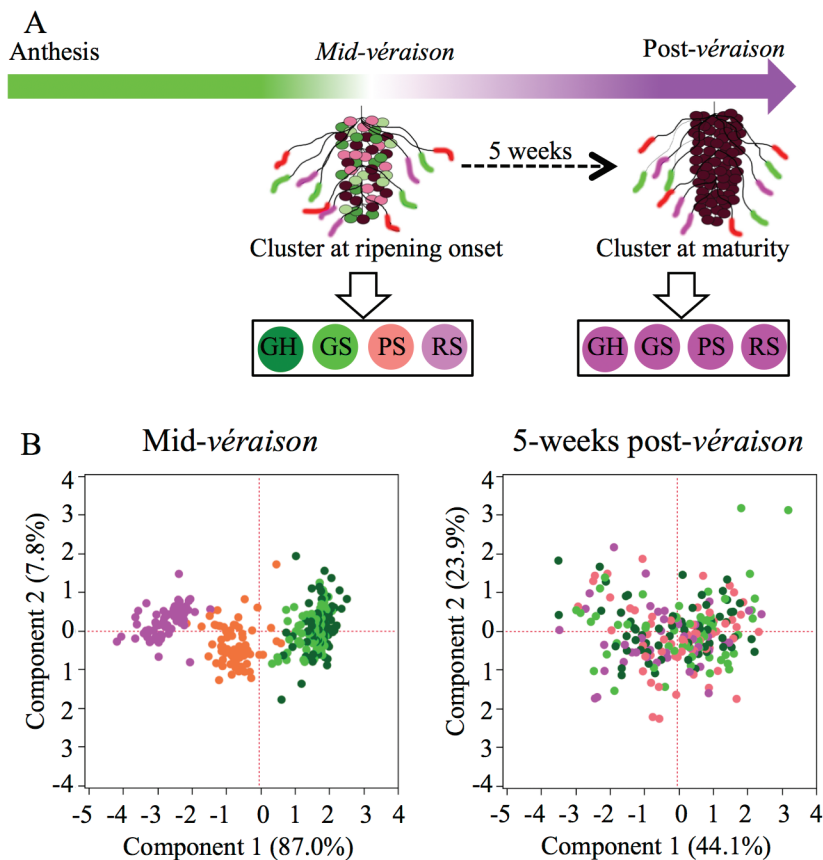 A
Anthesis
Mid-véraison
Post-véraison
5 weeks
Cluster at ripening onset
Cluster at maturity
GH GS PS RS
GH GS PS RS
B
Mid-véraison
5-weeks post-véraison
Component 2 (7.8%)
4
3
2
1
0
1
2
3
-4
-5 -4 -3 -2 -1 0 1 2 3 4
Component 1 (87.0%)
Component 2 (23.9%)
4
3
2
1
0
1
2
3
-4
-5 -4 -3 -2 -1 0 1 2 3 4
Component 1 (44.1%)